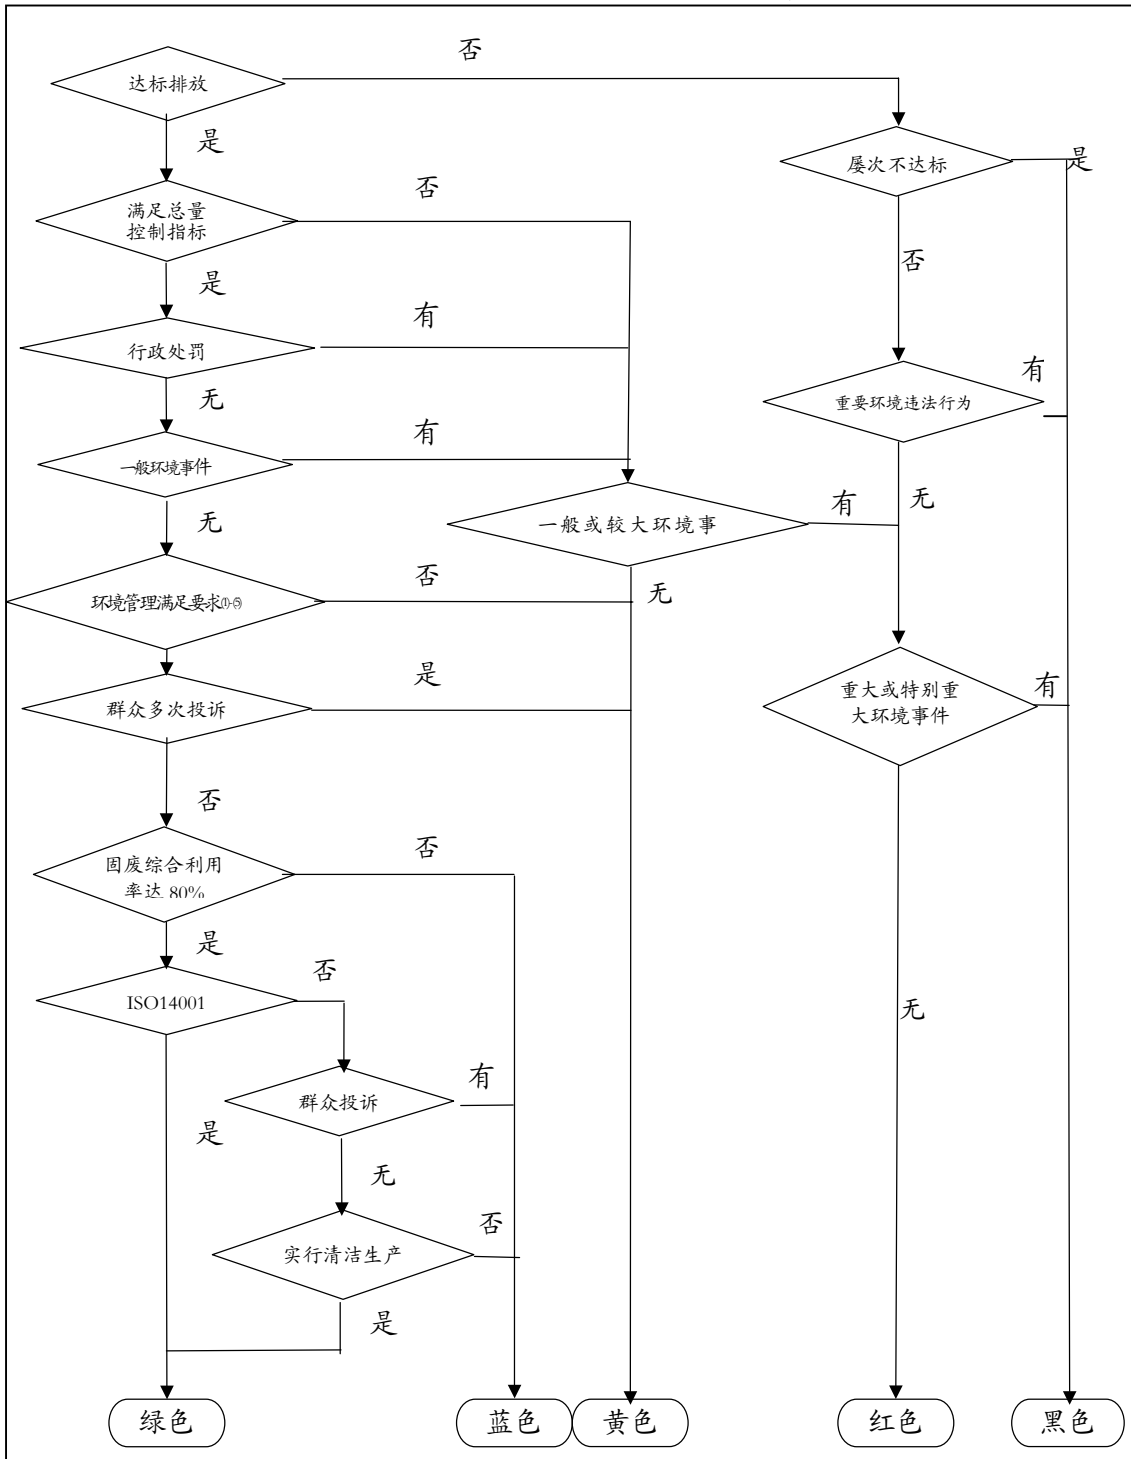 否
达标排放
是
屡次不达标
是
否
满足总量
控制指标
否
是
有
行政处罚
有
无
重要环境违法行为
有
一般环境事件
无
一般或较大环境事
有
无
否
无
环境管理满足要求①-⑤
是
群众多次投诉
重大或特别重
大环境事件
有
否
固废综合利用
率达 80%
否
是
否
ISO14001
无
有
群众投诉
是
无
否
实行清洁生产
是
绿色
蓝色
黄色
红色
黑色